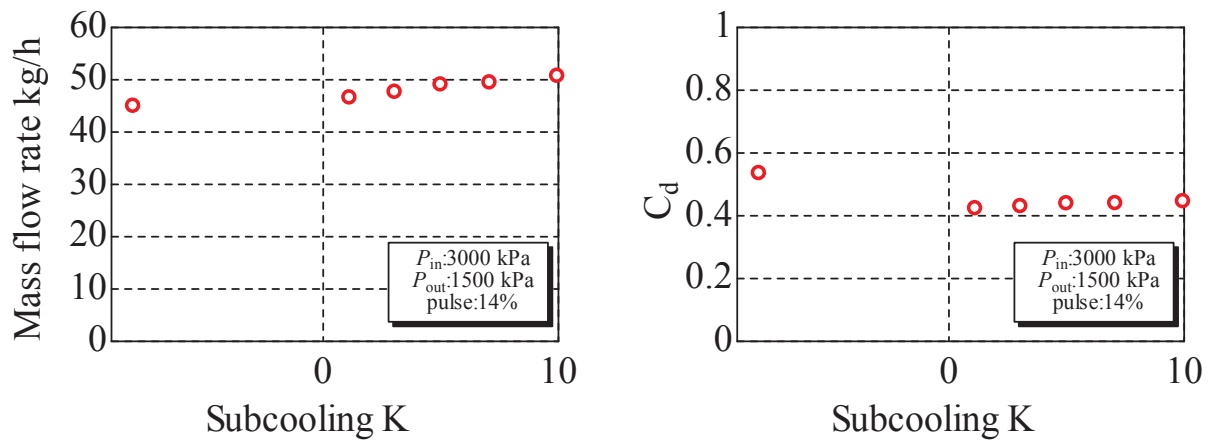 Mass flow rate kg/h
60
50
40
30
20
10
0
P_in:3000 kPa
P_out:1500 kPa
pulse:14%
0 10
Subcooling K
C_d
1
0.8
0.6
0.4
0.2
0
P_in:3000 kPa
P_out:1500 kPa
pulse:14%
0 10
Subcooling K